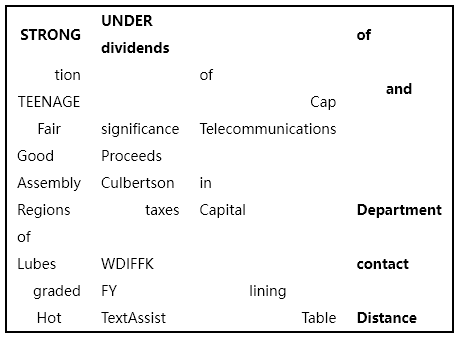 STRONG UNDER dividends of
tion of and
TEENAGE Cap
Fair significance Telecommunications
Good Proceeds
Assembly Culbertson in
Regions of taxes Capital Department
Lubes WDIFFK contact
graded FY lining
Hot TextAssist Table Distance